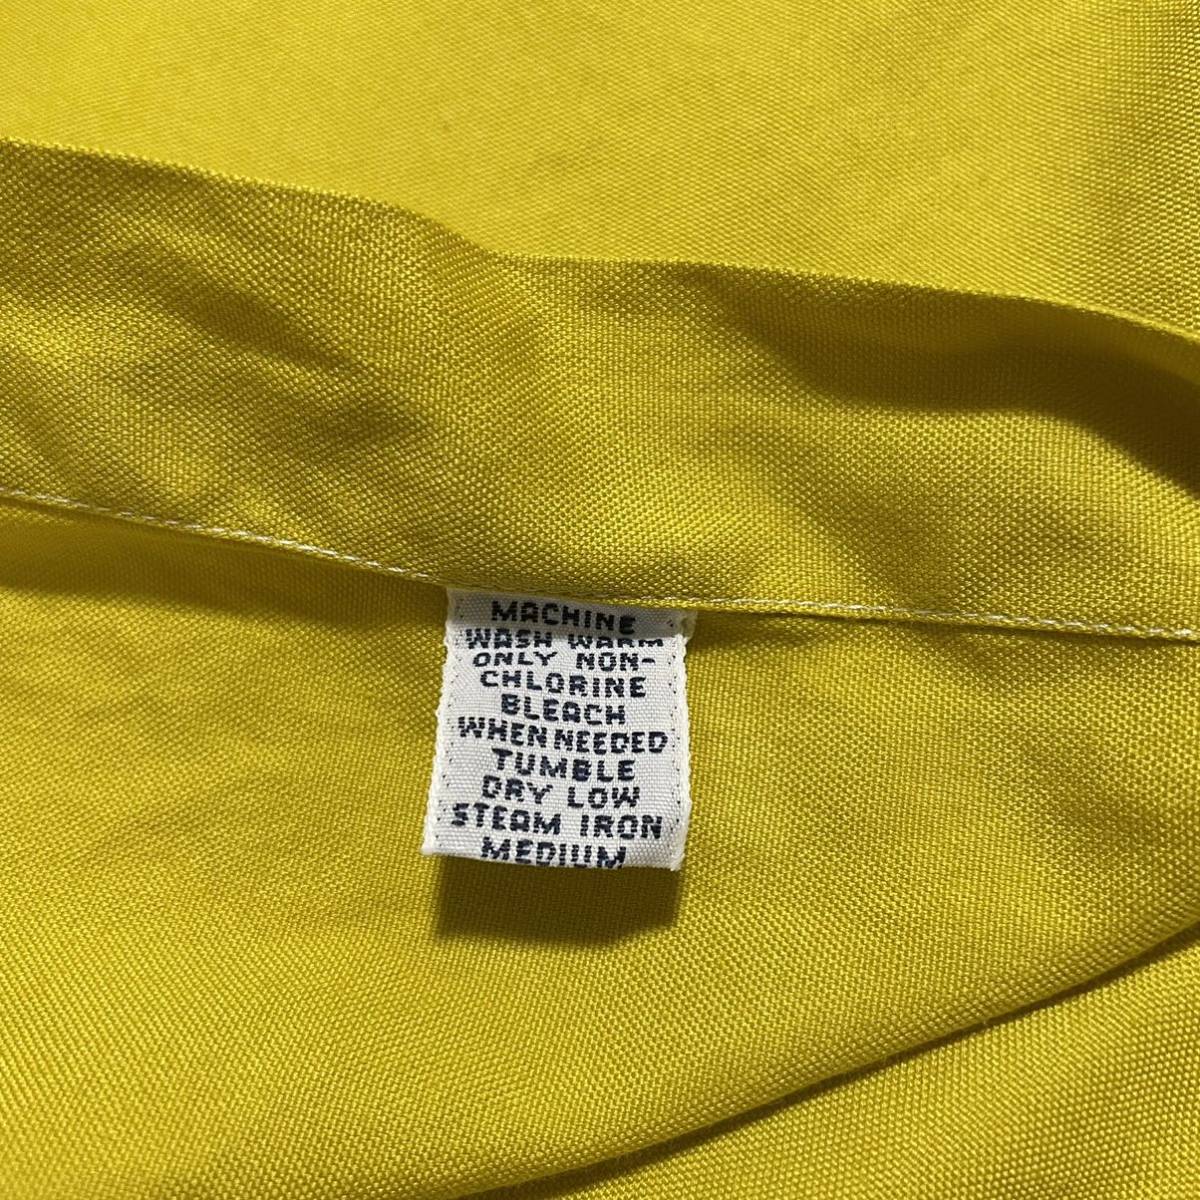 MACHINE
WASH WARM
ONLY NON-
CHLORINE
BLEACH
WHEN NEEDED
TUMBLE
DRY LOW
STEAM IRON
MEDIUM